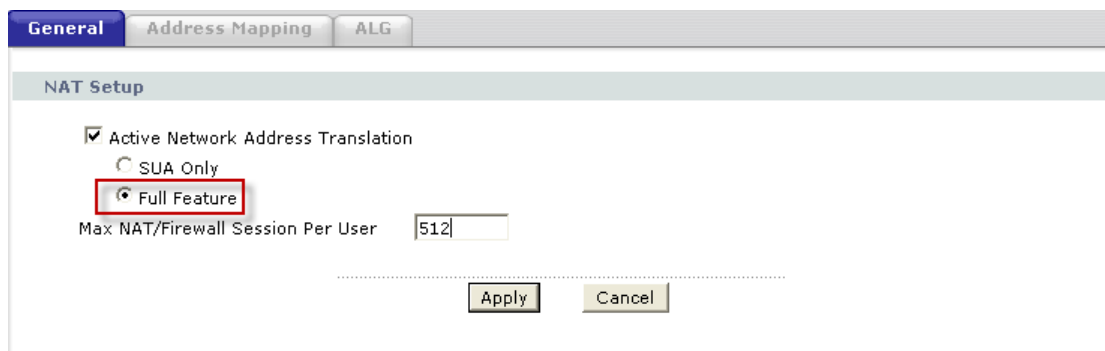 General Address Mapping ALG
NAT Setup
Active Network Address Translation
SUA Only
Full Feature
Max NAT/Firewall Session Per User 512
Apply Cancel